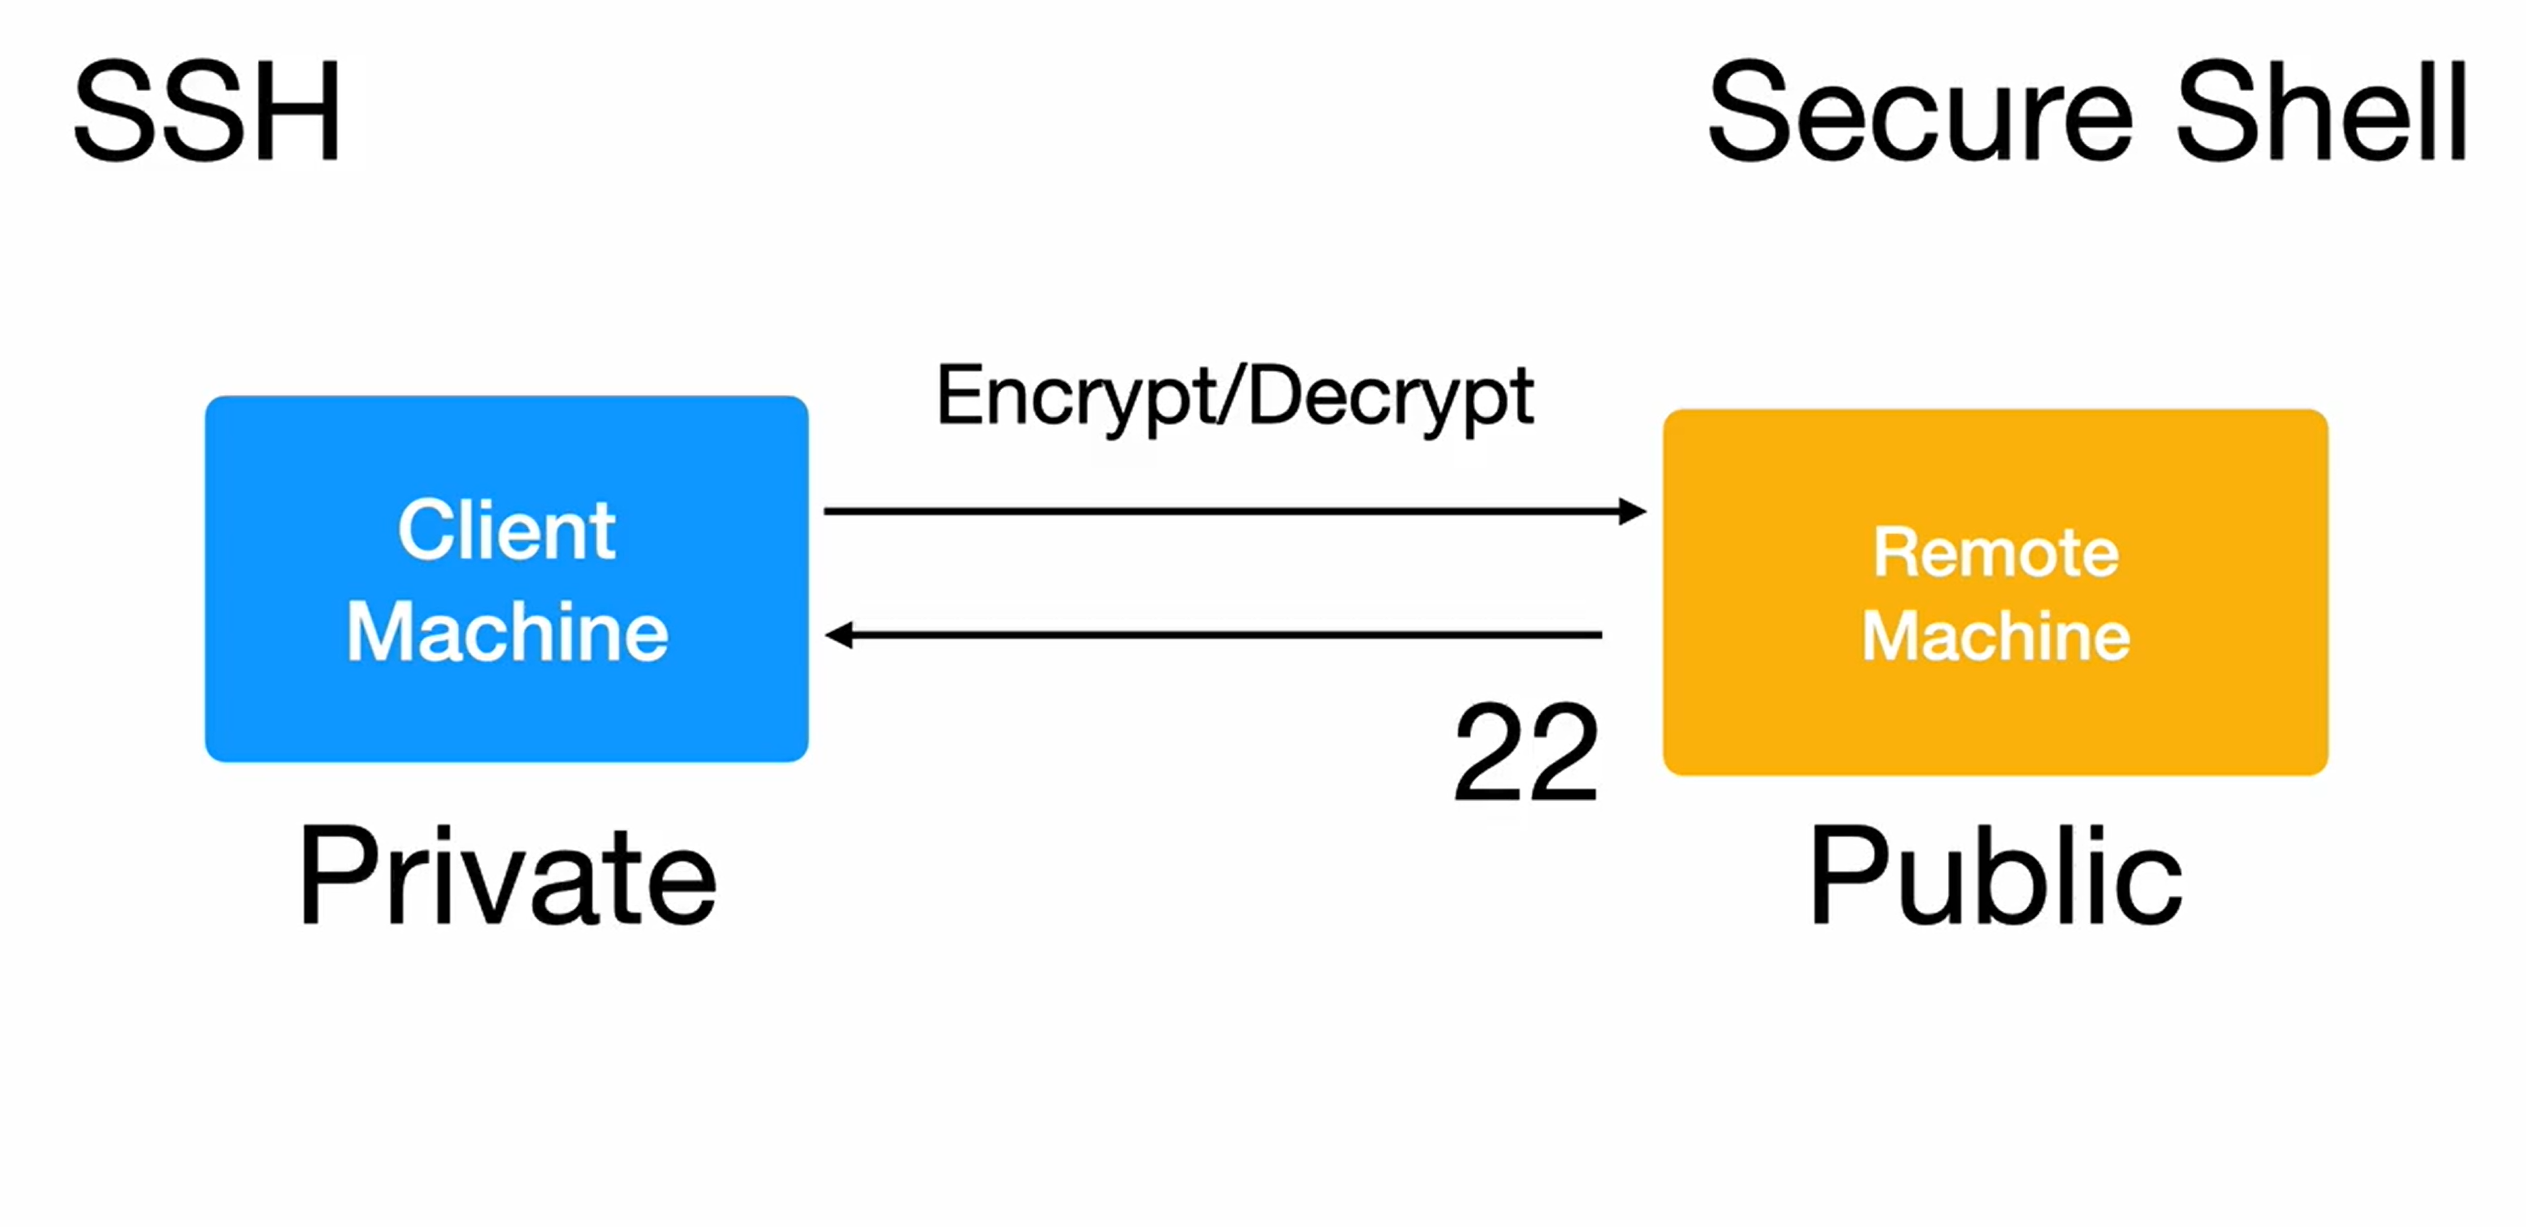 SSH
Secure Shell
Encrypt/Decrypt
Client
Machine
Remote
Machine
22
Private
Public